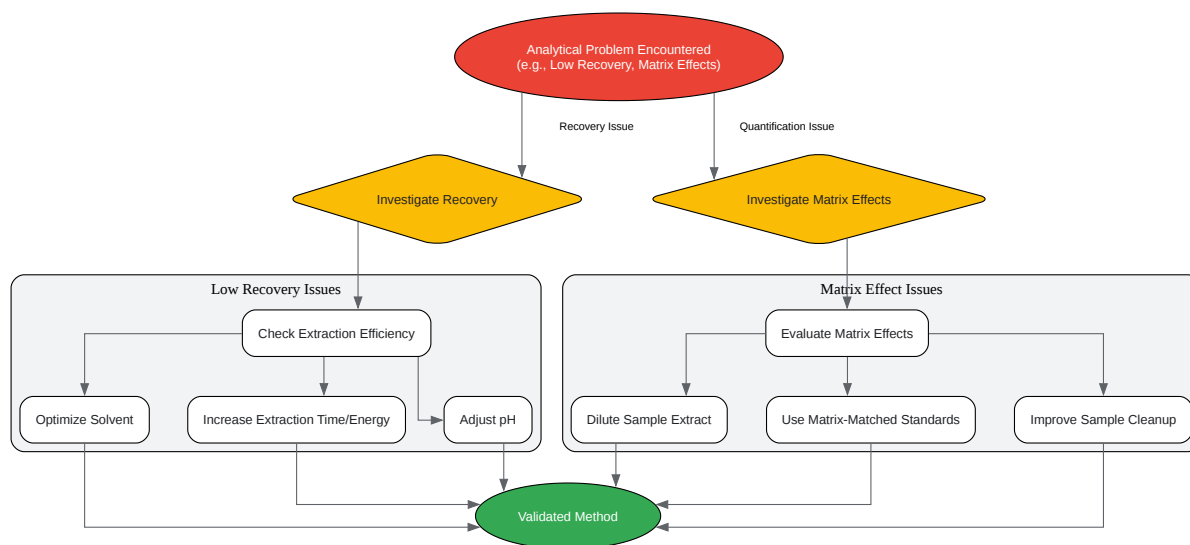 Analytical Problem Encountered
(e.g., Low Recovery, Matrix Effects)
Recovery Issue
Quantification Issue
Investigate Recovery
Investigate Matrix Effects
Low Recovery Issues
Matrix Effect Issues
Check Extraction Efficiency
Evaluate Matrix Effects
Optimize Solvent
Increase Extraction Time/Energy
Adjust pH
Dilute Sample Extract
Use Matrix-Matched Standards
Improve Sample Cleanup
Validated Method